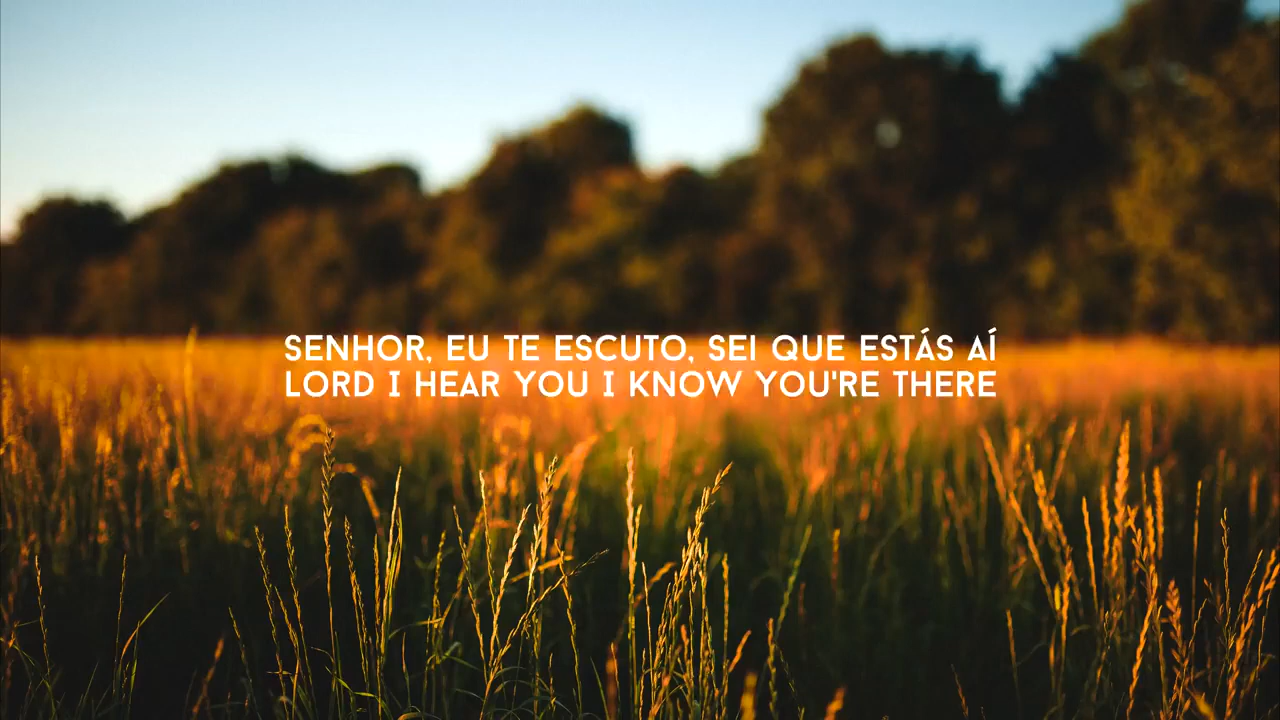 SENHOR, EU TE ESCUTO, SEI QUE ESTÁS AÍ
LORD I HEAR YOU I KNOW YOU'RE THERE